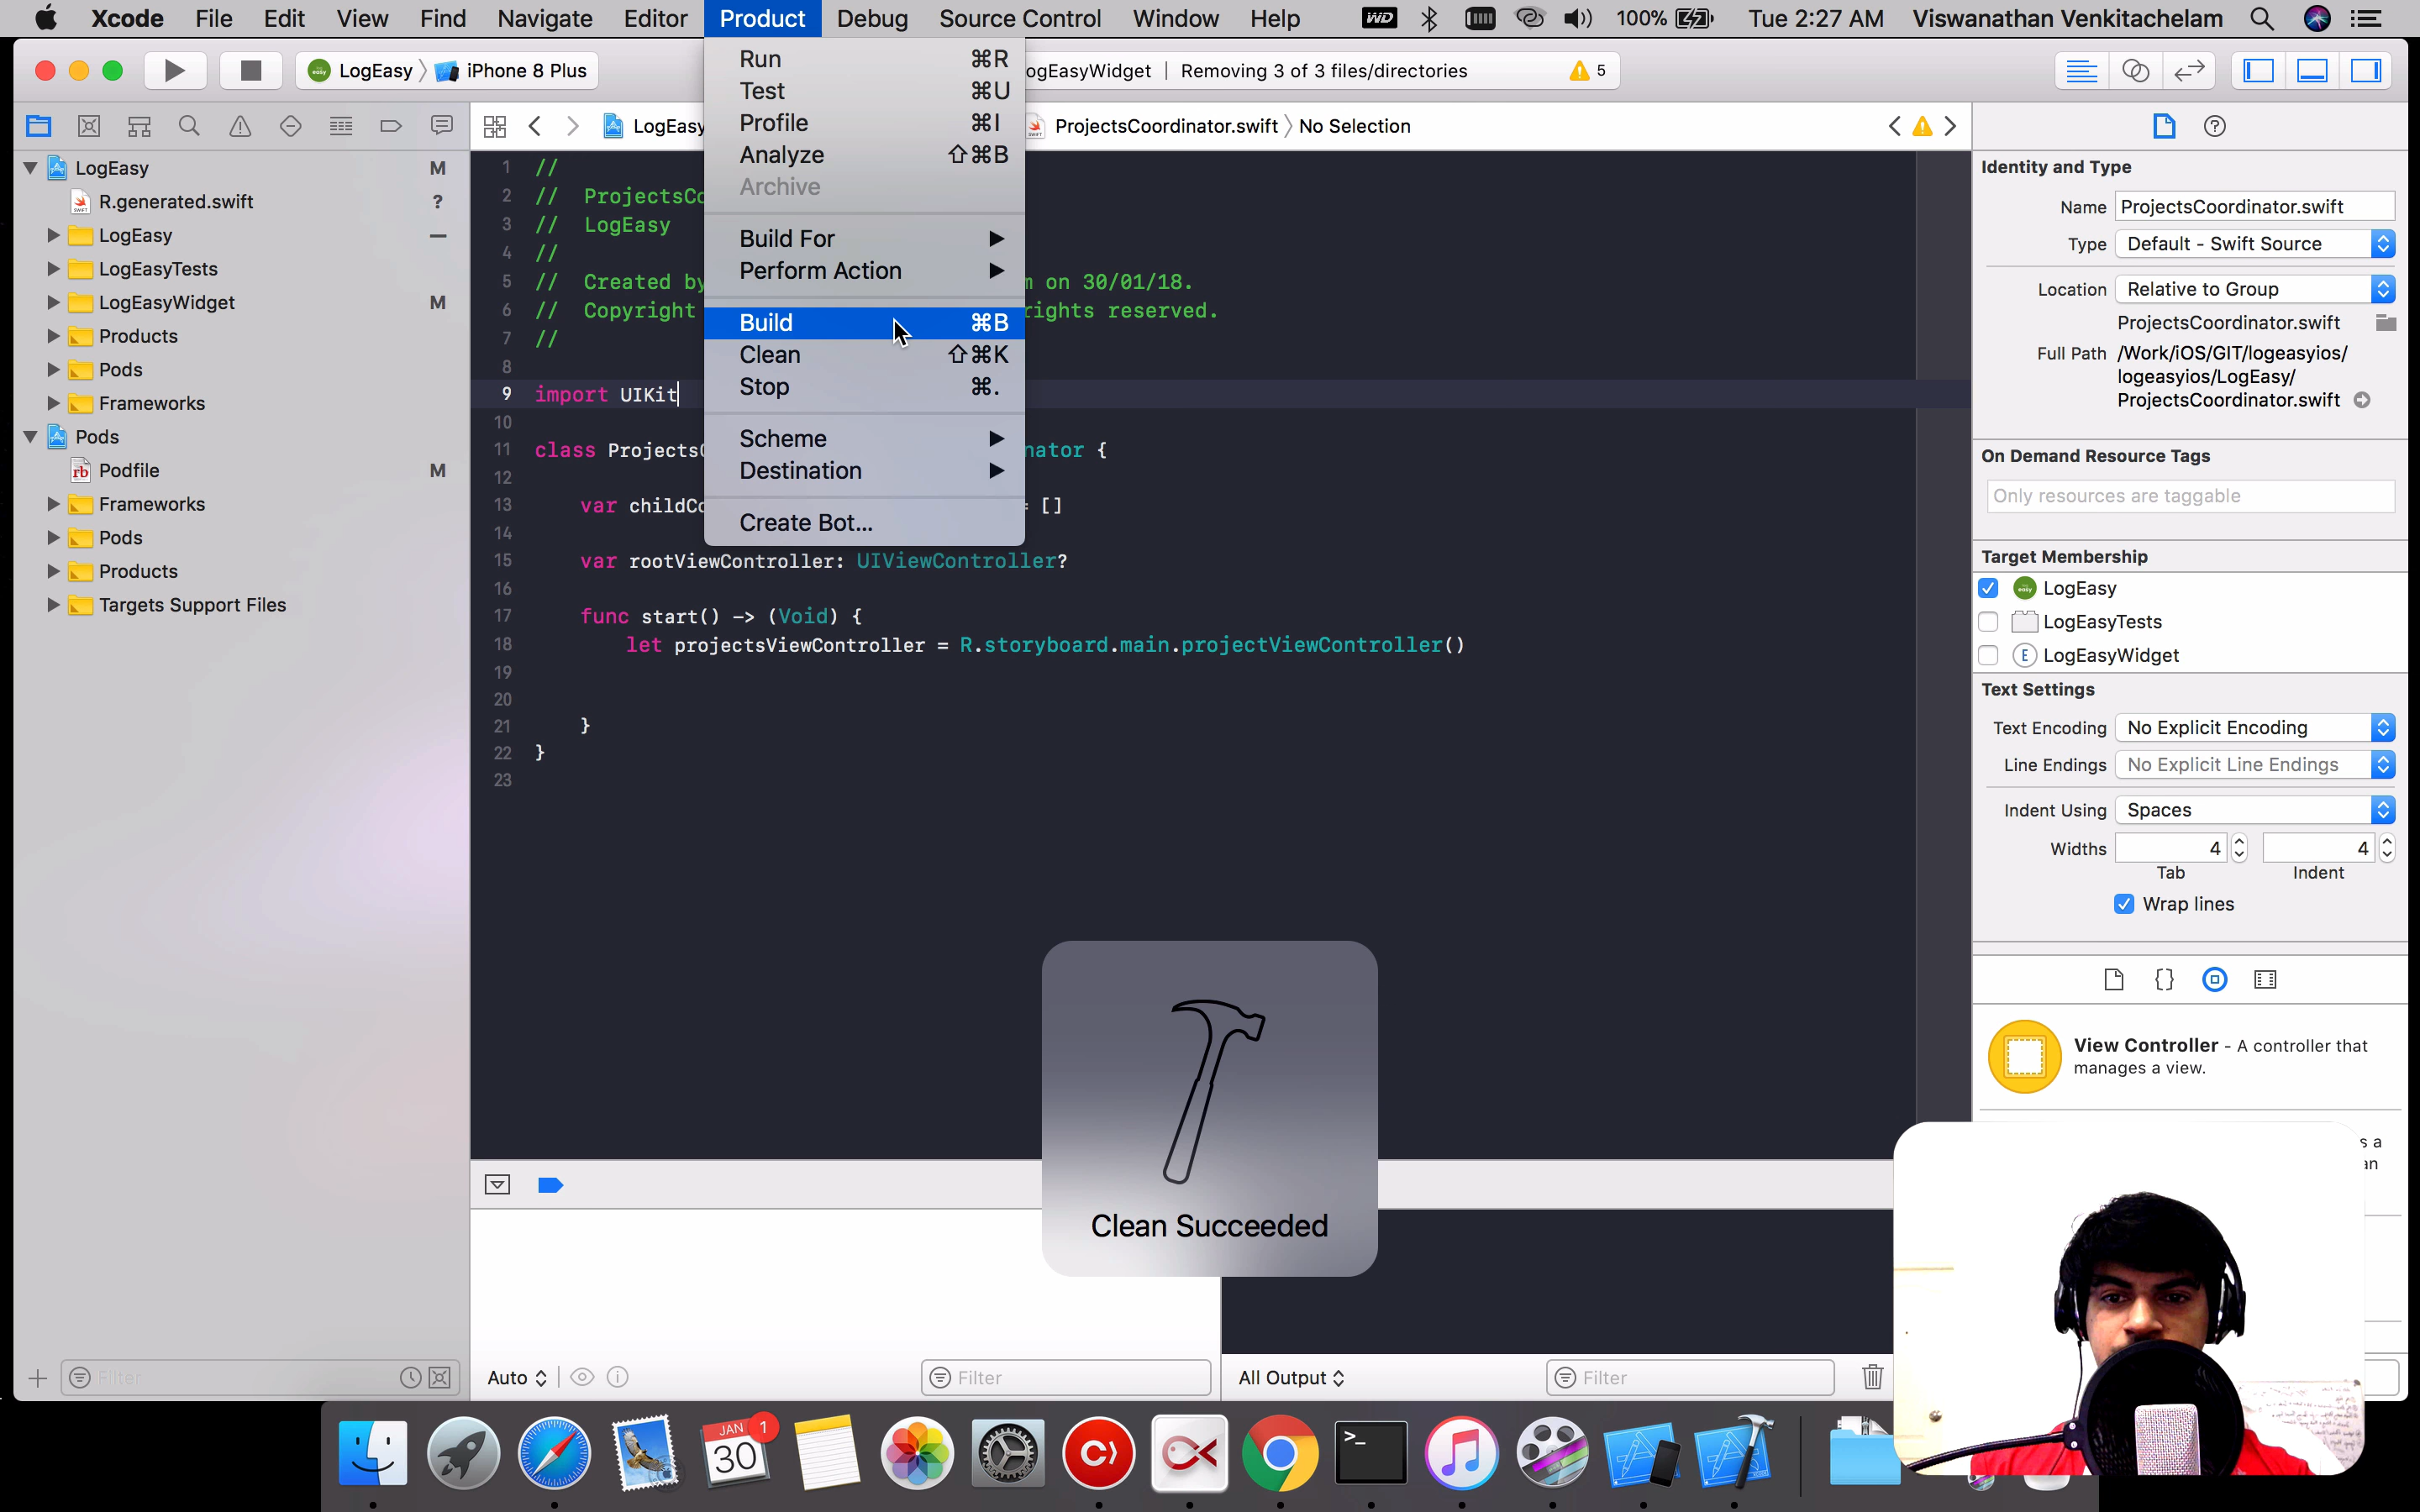 Xcode File Edit View Find Navigate Editor Product Debug Source Control Window Help WD 100% Tue 2:27 AM Viswanathan Venkitachelam
LogEasy iPhone 8 Plus
ogEasyWidget | Removing 3 of 3 files/directories 5
LogEasy
ProjectsCoordinator.swift No Selection
Run ⌘R
Test ⌘U
Profile ⌘I
Analyze ⇧⌘B
Archive
Build For
Perform Action
Build ⌘B
Clean ⇧⌘K
Stop ⌘.
Scheme
Destination
Create Bot...
LogEasy M
R.generated.swift ?
LogEasy
LogEasyTests
LogEasyWidget M
Products
Pods
Frameworks
Pods
Podfile M
Frameworks
Pods
Products
Targets Support Files
Filter
1 //
2 // ProjectsCo
3 // LogEasy
4 //
5 // Created by m on 30/01/18.
6 // Copyright rights reserved.
7 //
8
9 import UIKit
10
11 class Projects nator {
12
13 var childCo = []
14
15 var rootViewController: UIViewController?
16
17 func start() -> (Void) {
18 let projectsViewController = R.storyboard.main.projectViewController()
19
20
21 }
22 }
23
Clean Succeeded
Auto
Filter
All Output
Filter
Identity and Type
Name ProjectsCoordinator.swift
Type Default - Swift Source
Location Relative to Group
ProjectsCoordinator.swift
Full Path /Work/iOS/GIT/logeasyios/
logeasyios/LogEasy/
ProjectsCoordinator.swift
On Demand Resource Tags
Only resources are taggable
Target Membership
LogEasy
LogEasyTests
E LogEasyWidget
Text Settings
Text Encoding No Explicit Encoding
Line Endings No Explicit Line Endings
Indent Using Spaces
Widths 4 4
Tab Indent
Wrap lines
{}
View Controller - A controller that
manages a view.
s a
an
JAN 1
30
>_